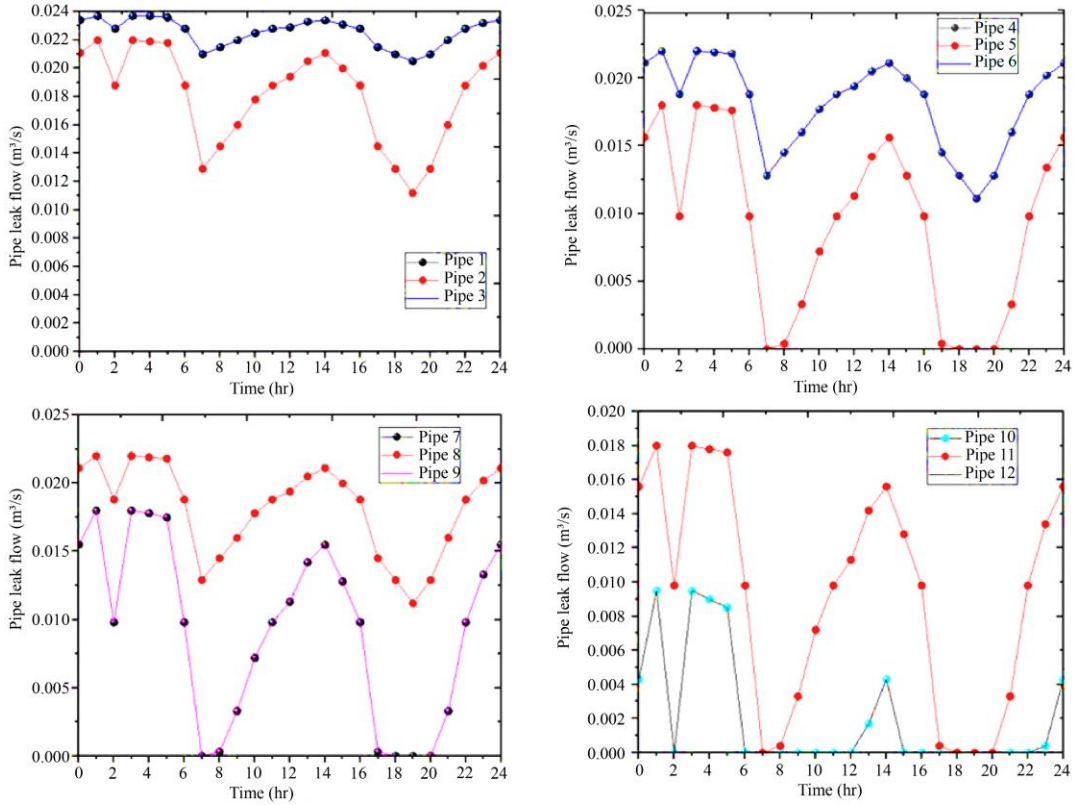 0.024
0.022
0.020
0.018
0.016
0.014
0.012
0.010
0.008
0.006
0.004
0.002
0.000
Pipe leak flow (m³/s)
Pipe 1
Pipe 2
Pipe 3
0 2 4 6 8 10 12 14 16 18 20 22 24
Time (hr)
0.025
0.020
0.015
0.010
0.005
0.000
Pipe leak flow (m³/s)
Pipe 4
Pipe 5
Pipe 6
0 2 4 6 8 10 12 14 16 18 20 22 24
Time (hr)
0.025
0.020
0.015
0.010
0.005
0.000
Pipe leak flow (m³/s)
Pipe 7
Pipe 8
Pipe 9
0 2 4 6 8 10 12 14 16 18 20 22 24
Time (hr)
0.020
0.018
0.016
0.014
0.012
0.010
0.008
0.006
0.004
0.002
0.000
Pipe leak flow (m³/s)
Pipe 10
Pipe 11
Pipe 12
0 2 4 6 8 10 12 14 16 18 20 22 24
Time (hr)